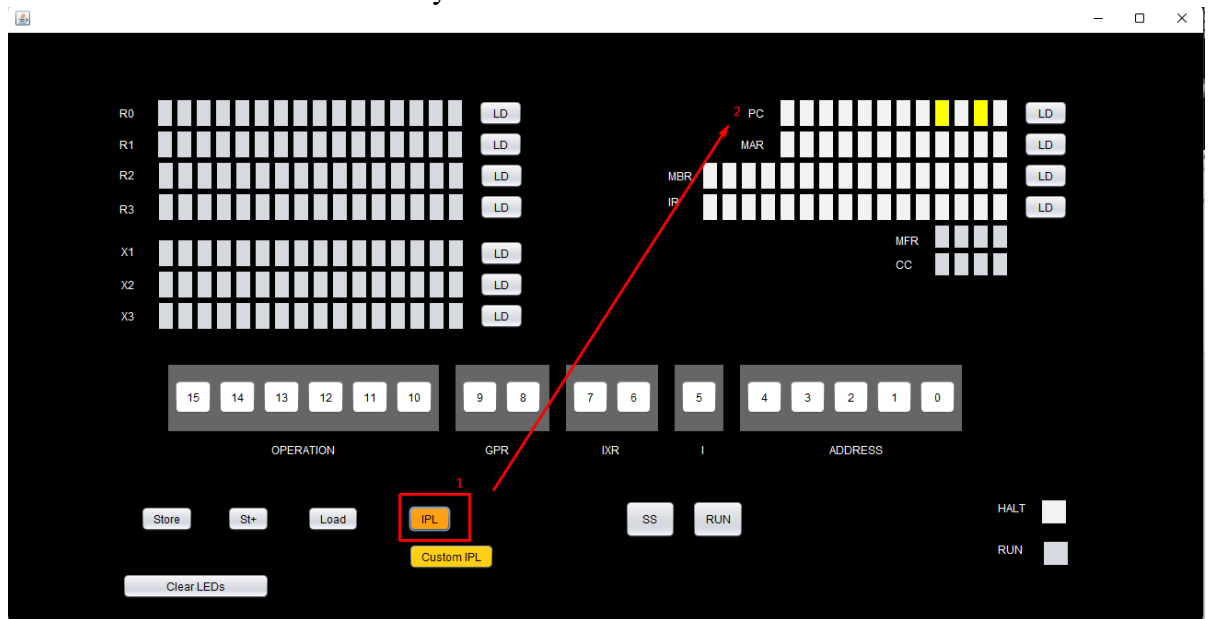 R0 LD 2 PC LD
R1 LD MAR LD
R2 LD MBR LD
R3 LD IR LD
MFR
X1 LD CC
X2 LD
X3 LD
15 14 13 12 11 10 9 8 7 6 5 4 3 2 1 0
OPERATION GPR IXR I ADDRESS
1
Store St+ Load IPL SS RUN HALT
Custom IPL RUN
Clear LEDs